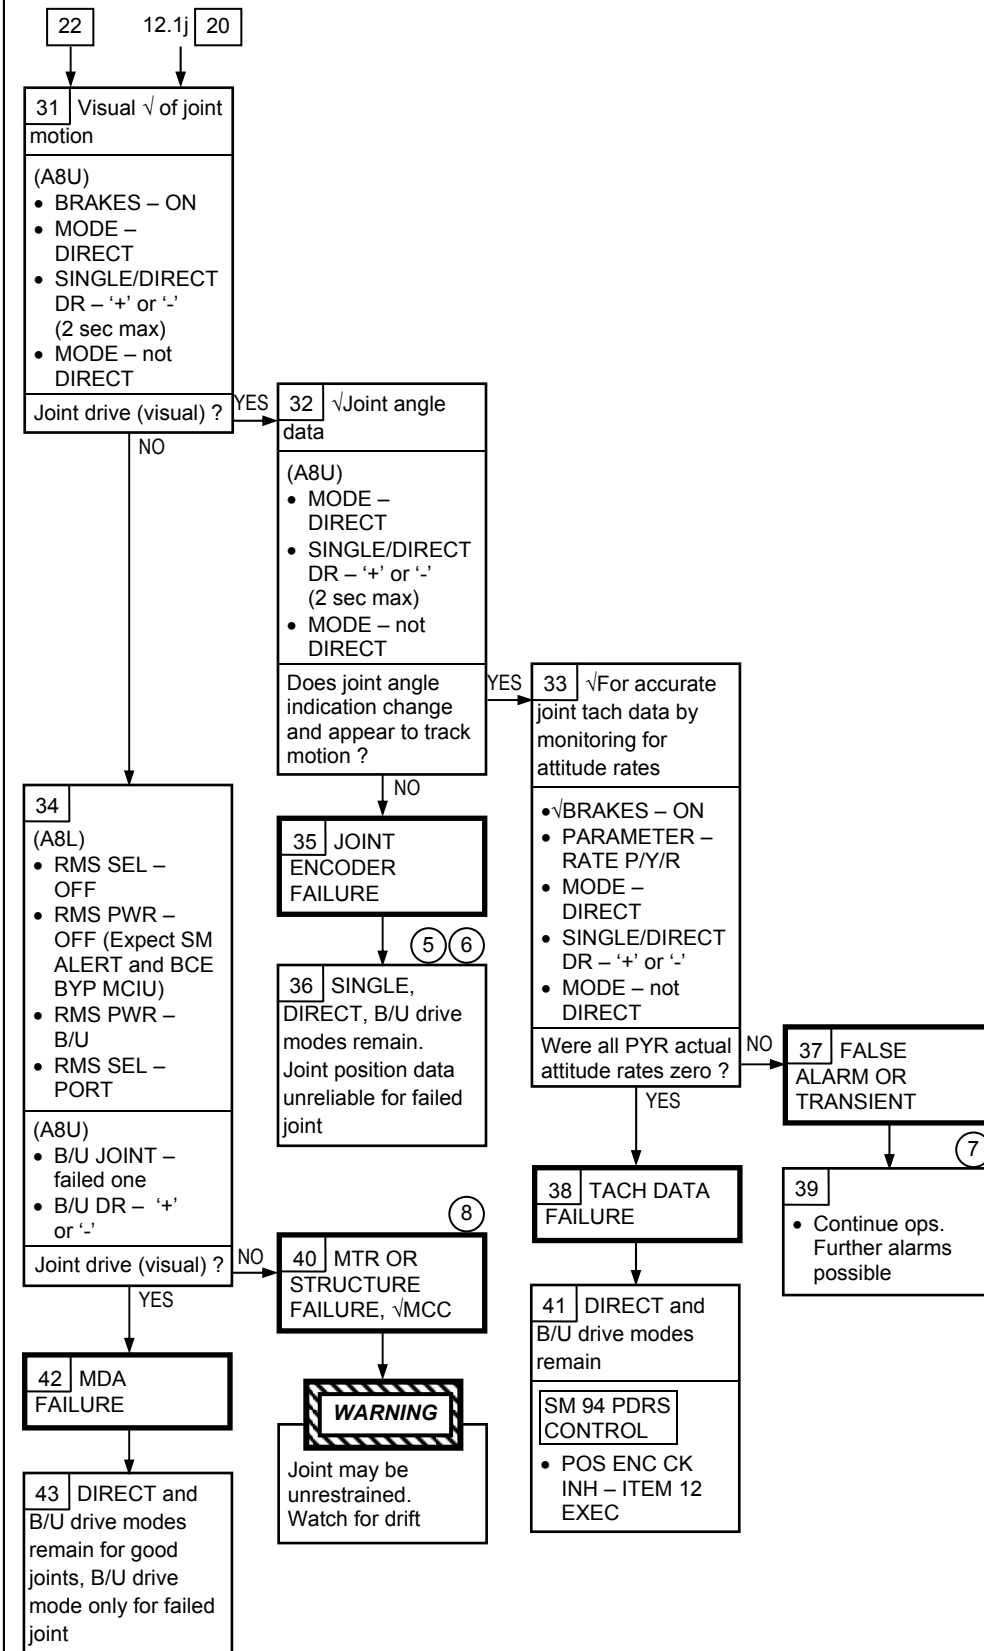 22
12.1j 20
31 Visual √ of joint
motion
(A8U)
• BRAKES – ON
• MODE –
DIRECT
• SINGLE/DIRECT
DR – ‘+’ or ‘-’
(2 sec max)
• MODE – not
DIRECT
Joint drive (visual) ?
YES
NO
32 √Joint angle
data
(A8U)
• MODE –
DIRECT
• SINGLE/DIRECT
DR – ‘+’ or ‘-’
(2 sec max)
• MODE – not
DIRECT
Does joint angle
indication change
and appear to track
motion ?
YES
NO
33 √For accurate
joint tach data by
monitoring for
attitude rates
•√BRAKES – ON
• PARAMETER –
RATE P/Y/R
• MODE –
DIRECT
• SINGLE/DIRECT
DR – ‘+’ or ‘-’
• MODE – not
DIRECT
Were all PYR actual
attitude rates zero ?
NO
YES
34
(A8L)
• RMS SEL –
OFF
• RMS PWR –
OFF (Expect SM
ALERT and BCE
BYP MCIU)
• RMS PWR –
B/U
• RMS SEL –
PORT
(A8U)
• B/U JOINT –
failed one
• B/U DR – ‘+’
or ‘-’
Joint drive (visual) ?
NO
YES
35 JOINT
ENCODER
FAILURE
5 6
36 SINGLE,
DIRECT, B/U drive
modes remain.
Joint position data
unreliable for failed
joint
37 FALSE
ALARM OR
TRANSIENT
7
38 TACH DATA
FAILURE
39
• Continue ops.
Further alarms
possible
8
40 MTR OR
STRUCTURE
FAILURE, √MCC
WARNING
Joint may be
unrestrained.
Watch for drift
41 DIRECT and
B/U drive modes
remain
SM 94 PDRS
CONTROL
• POS ENC CK
INH – ITEM 12
EXEC
42 MDA
FAILURE
43 DIRECT and
B/U drive modes
remain for good
joints, B/U drive
mode only for failed
joint